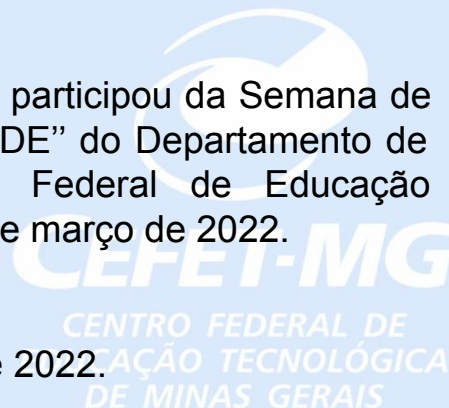 participou da Semana de
DE’’ do Departamento de
Federal de Educação
e março de 2022.
CEFET-MG
CENTRO FEDERAL DE
EDUCAÇÃO TECNOLÓGICA
e 2022.
DE MINAS GERAIS